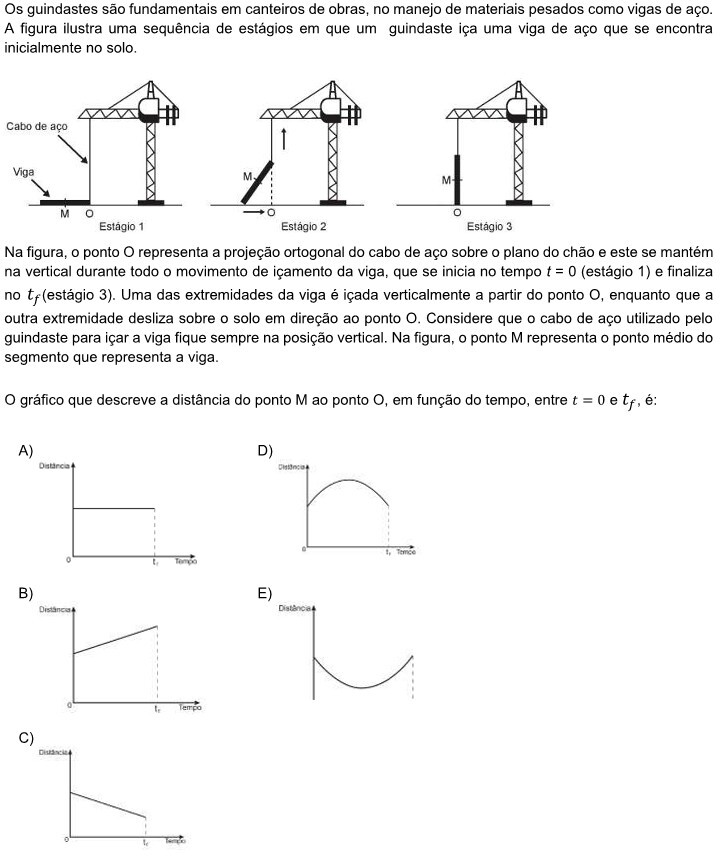 Os guindastes são fundamentais em canteiros de obras, no manejo de materiais pesados como vigas de aço.
A figura ilustra uma sequência de estágios em que um guindaste iça uma viga de aço que se encontra
inicialmente no solo.
Cabo de aço
Viga
M O
Estágio 1
M
O
Estágio 2
M
O
Estágio 3
Na figura, o ponto O representa a projeção ortogonal do cabo de aço sobre o plano do chão e este se mantém
na vertical durante todo o movimento de içamento da viga, que se inicia no tempo t = 0 (estágio 1) e finaliza
no t_f (estágio 3). Uma das extremidades da viga é içada verticalmente a partir do ponto O, enquanto que a
outra extremidade desliza sobre o solo em direção ao ponto O. Considere que o cabo de aço utilizado pelo
guindaste para içar a viga fique sempre na posição vertical. Na figura, o ponto M representa o ponto médio do
segmento que representa a viga.
O gráfico que descreve a distância do ponto M ao ponto O, em função do tempo, entre t = 0 e t_f, é:
A)
Distância
0 t_f Tempo
B)
Distância
0 t_f Tempo
C)
Distância
0 t_f Tempo
D)
Distância
0 t_f Tempo
E)
Distância